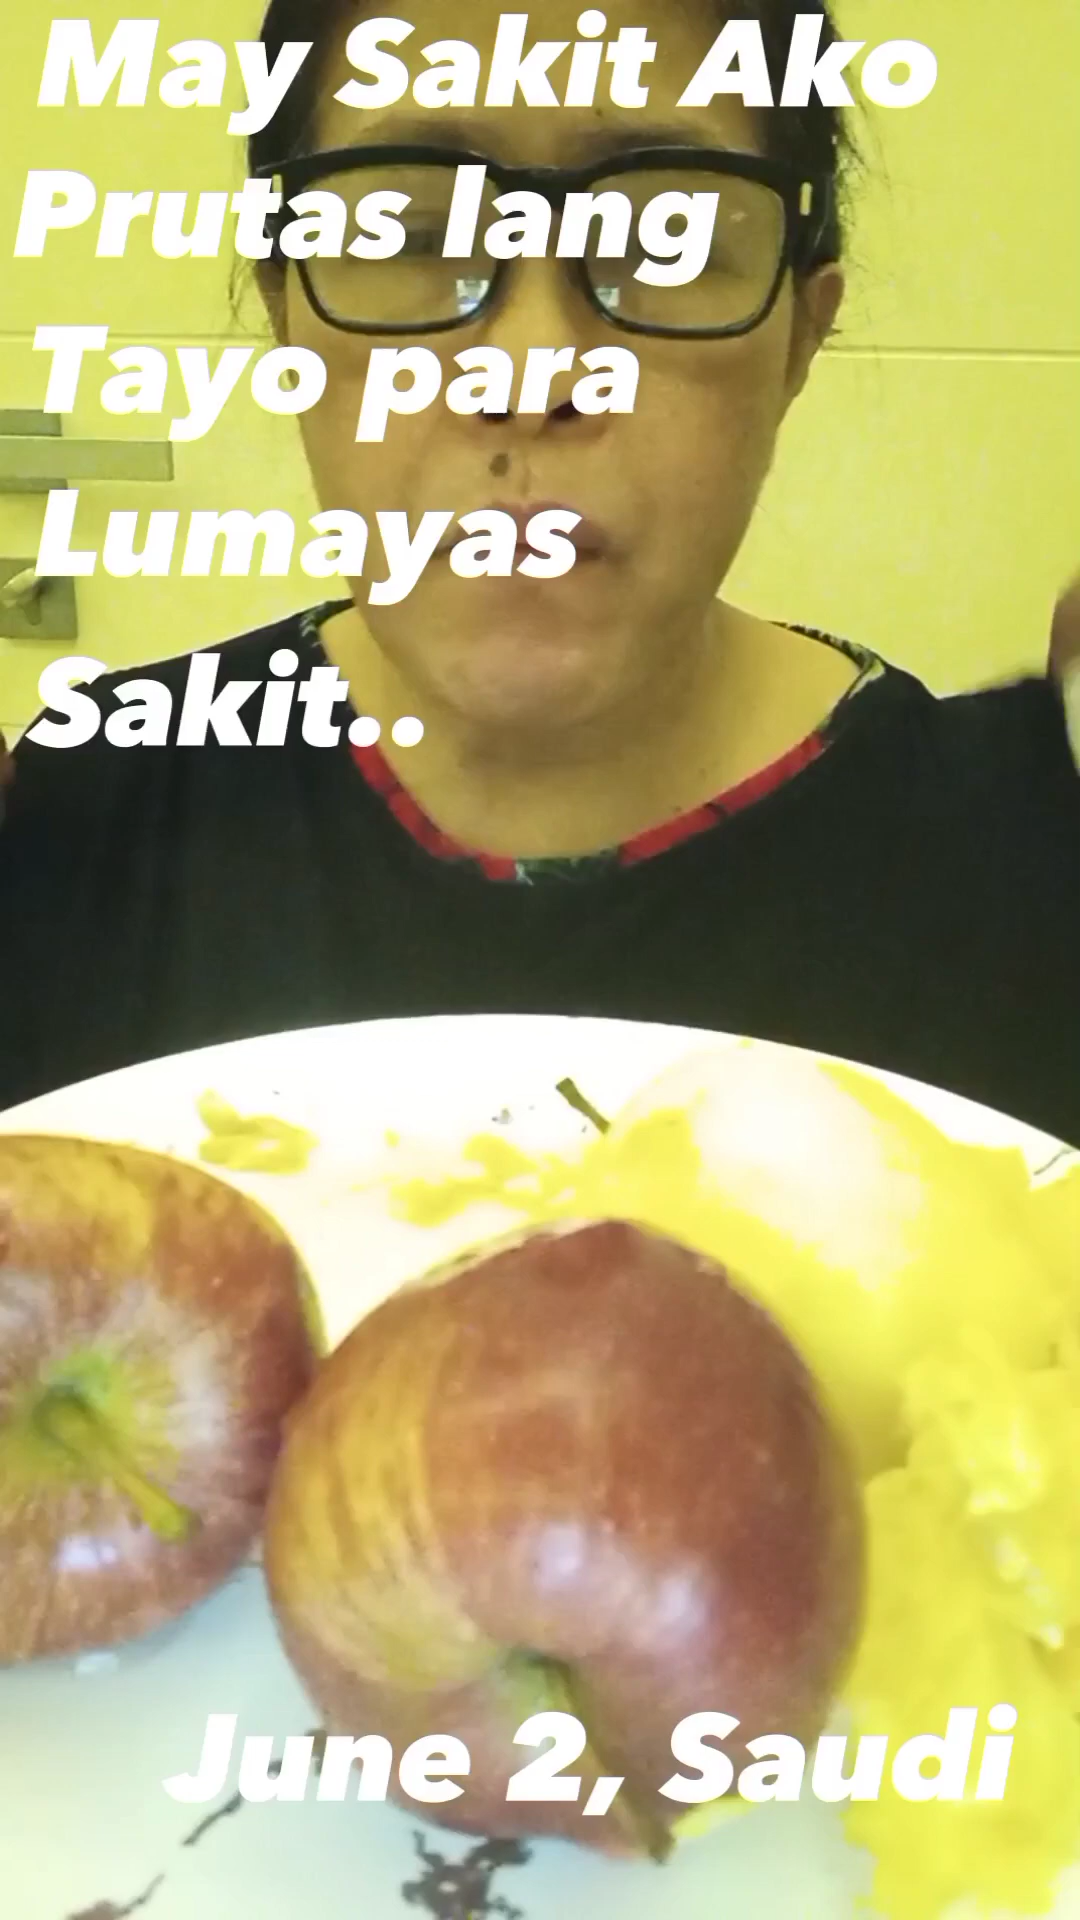 May Sakit Ako
Prutas lang
Tayo para
Lumayas
Sakit..
June 2, Saudi